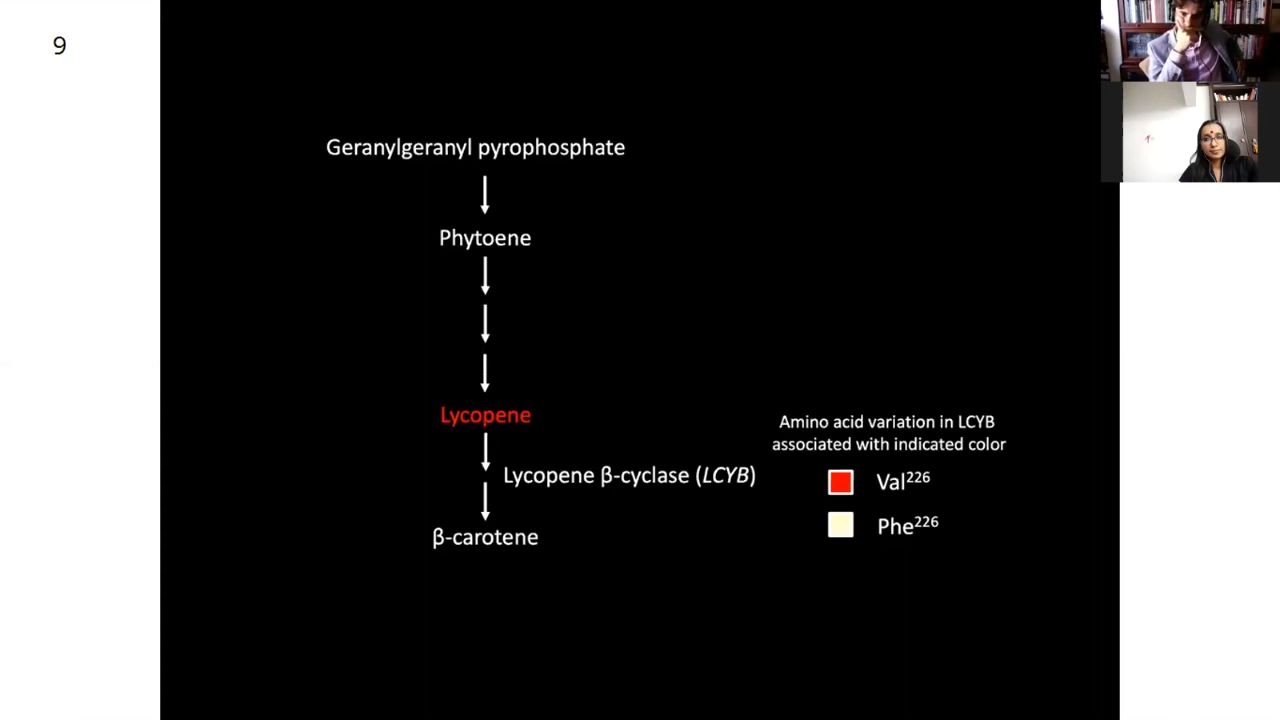 9
Geranylgeranyl pyrophosphate
Phytoene
Lycopene
Lycopene β-cyclase (LCYB)
β-carotene
Amino acid variation in LCYB
associated with indicated color
Val²²⁶
Phe²²⁶